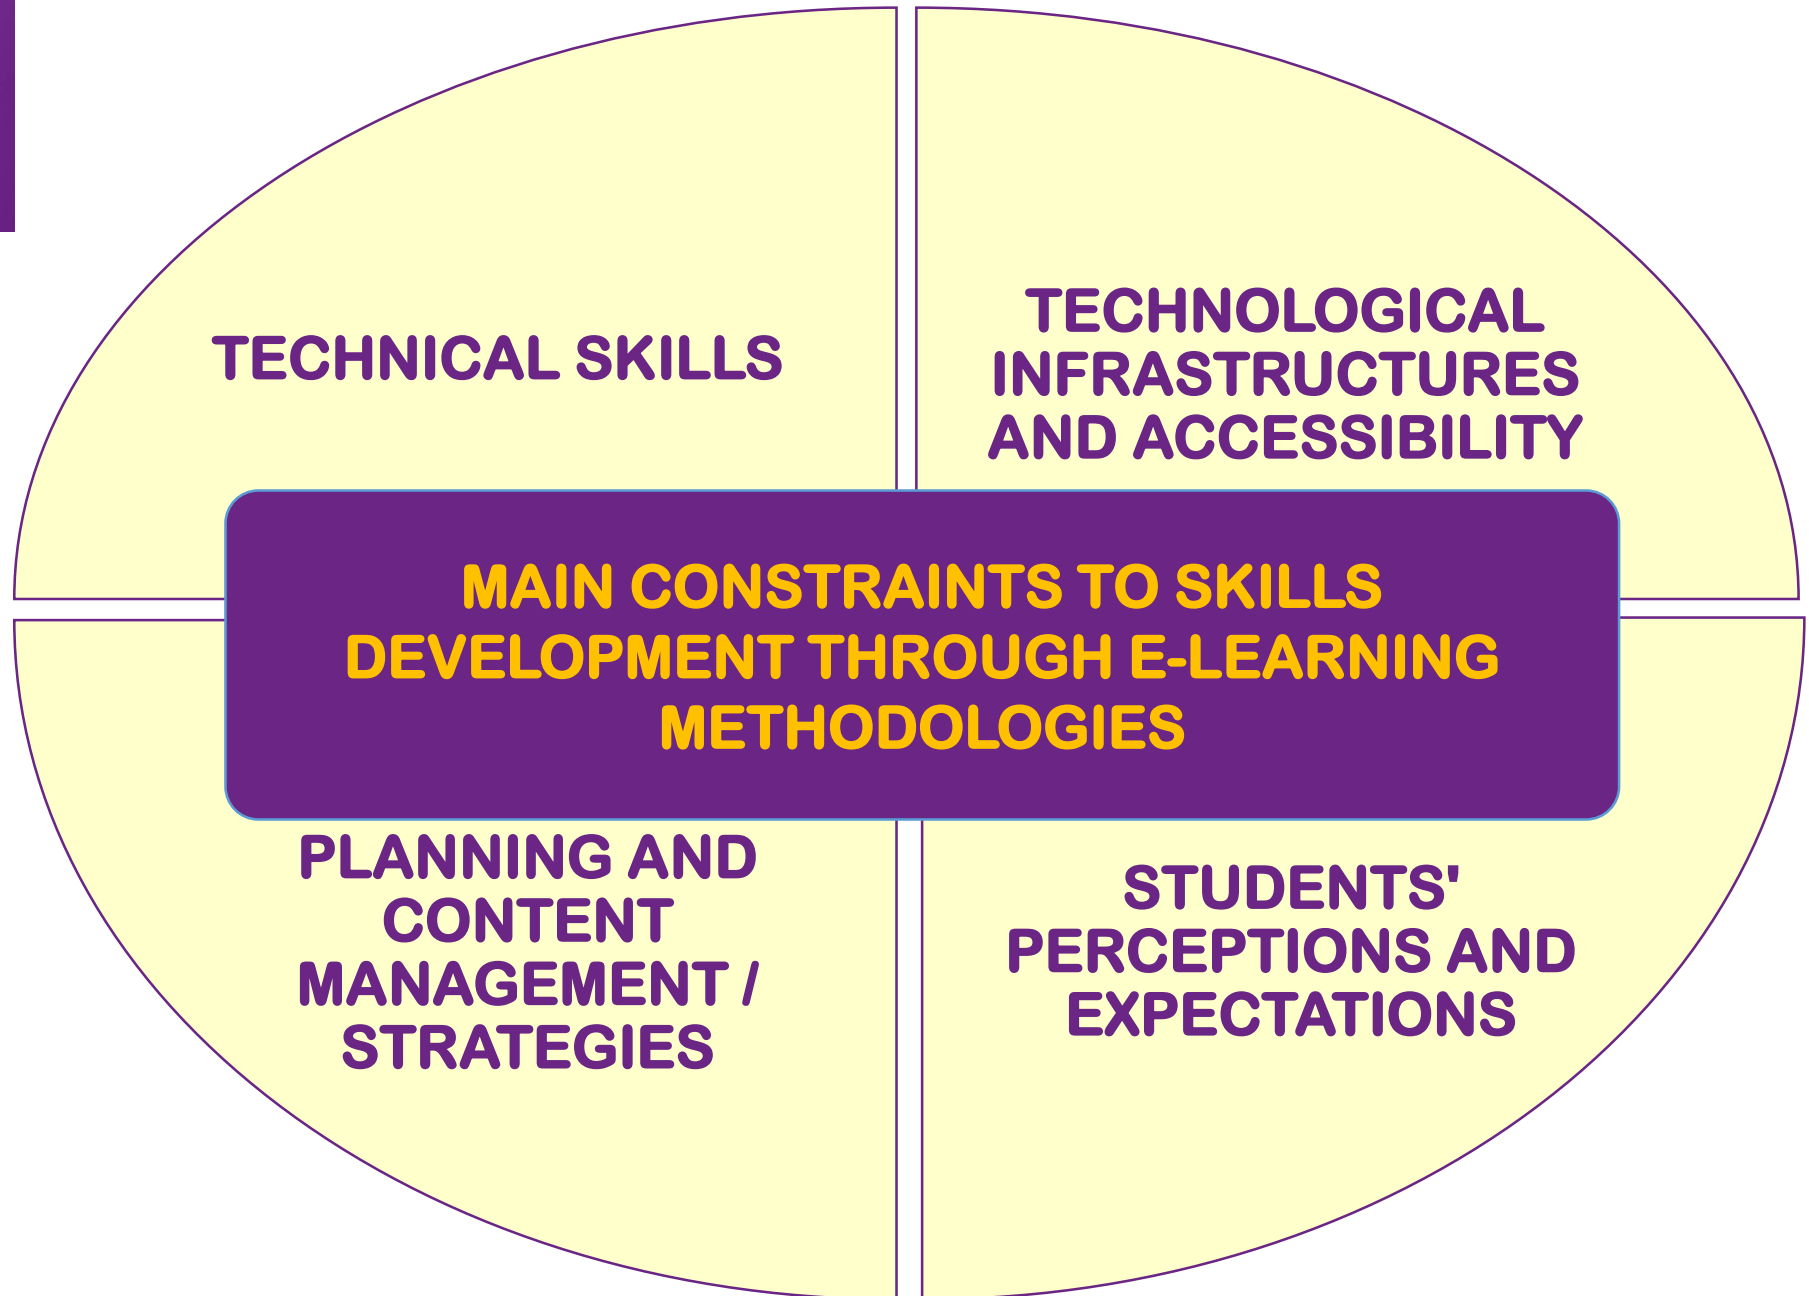 TECHNICAL SKILLS
TECHNOLOGICAL
INFRASTRUCTURES
AND ACCESSIBILITY
MAIN CONSTRAINTS TO SKILLS
DEVELOPMENT THROUGH E-LEARNING
METHODOLOGIES
PLANNING AND
CONTENT
MANAGEMENT /
STRATEGIES
STUDENTS'
PERCEPTIONS AND
EXPECTATIONS